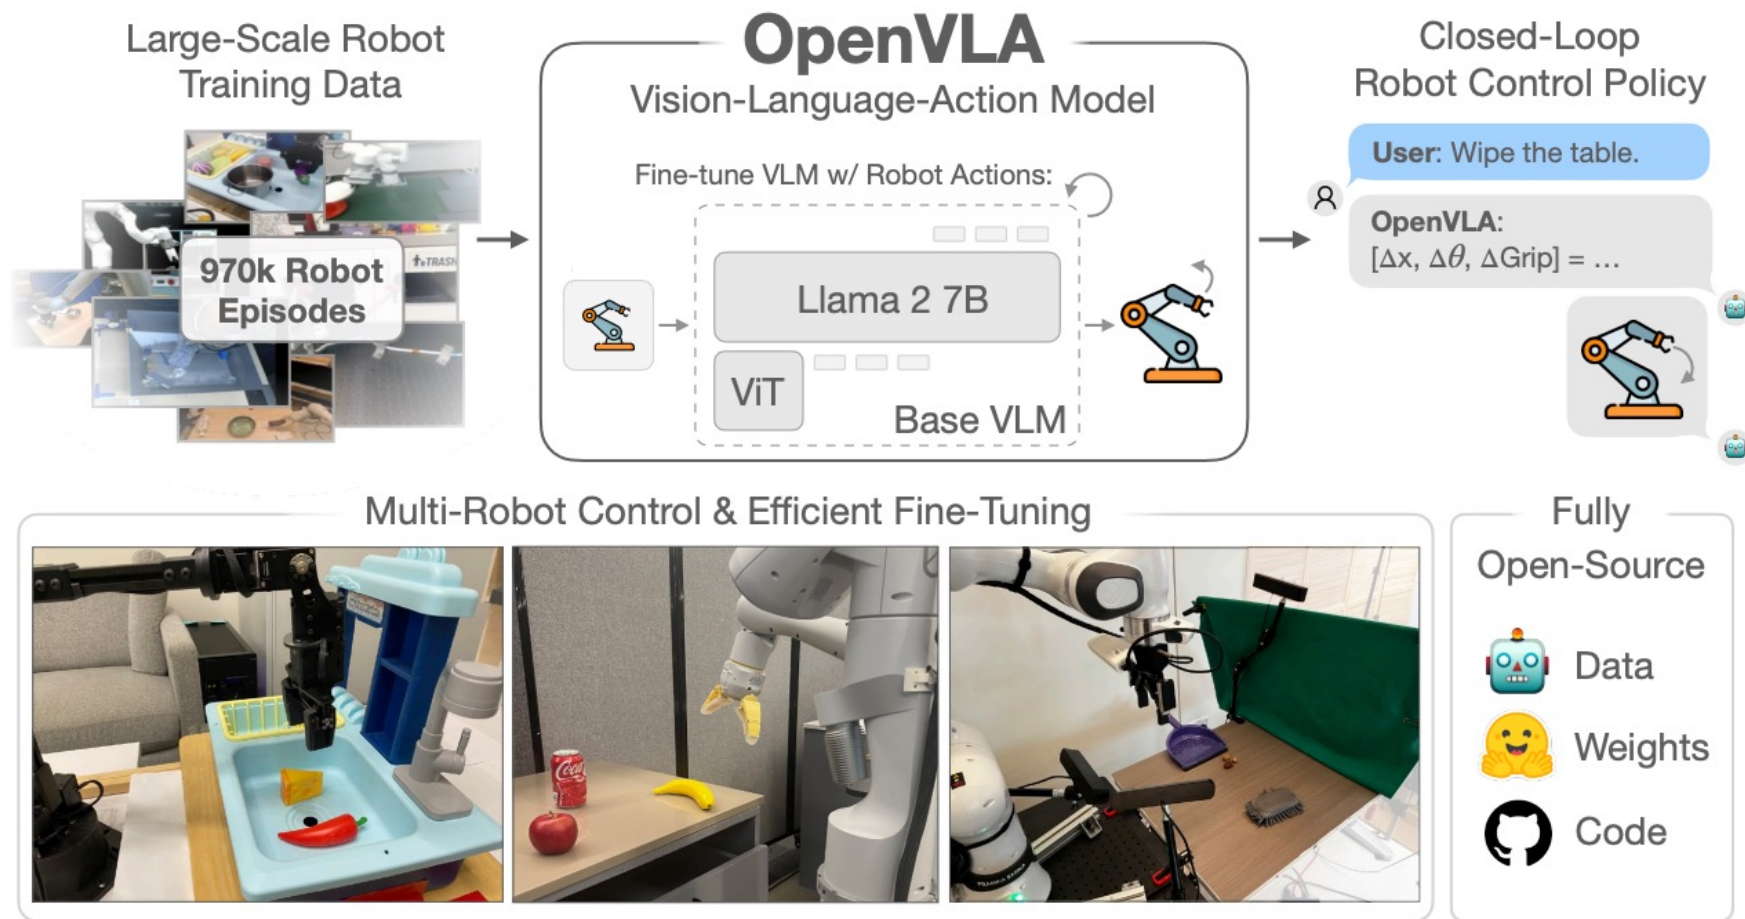 Large-Scale Robot
Training Data
970k Robot
Episodes
TRASH
OpenVLA
Vision-Language-Action Model
Fine-tune VLM w/ Robot Actions:
Llama 2 7B
ViT
Base VLM
Closed-Loop
Robot Control Policy
User: Wipe the table.
OpenVLA:
[Δx, Δθ, ΔGrip] = …
Multi-Robot Control & Efficient Fine-Tuning
Coca
Fully
Open-Source
Data
Weights
Code